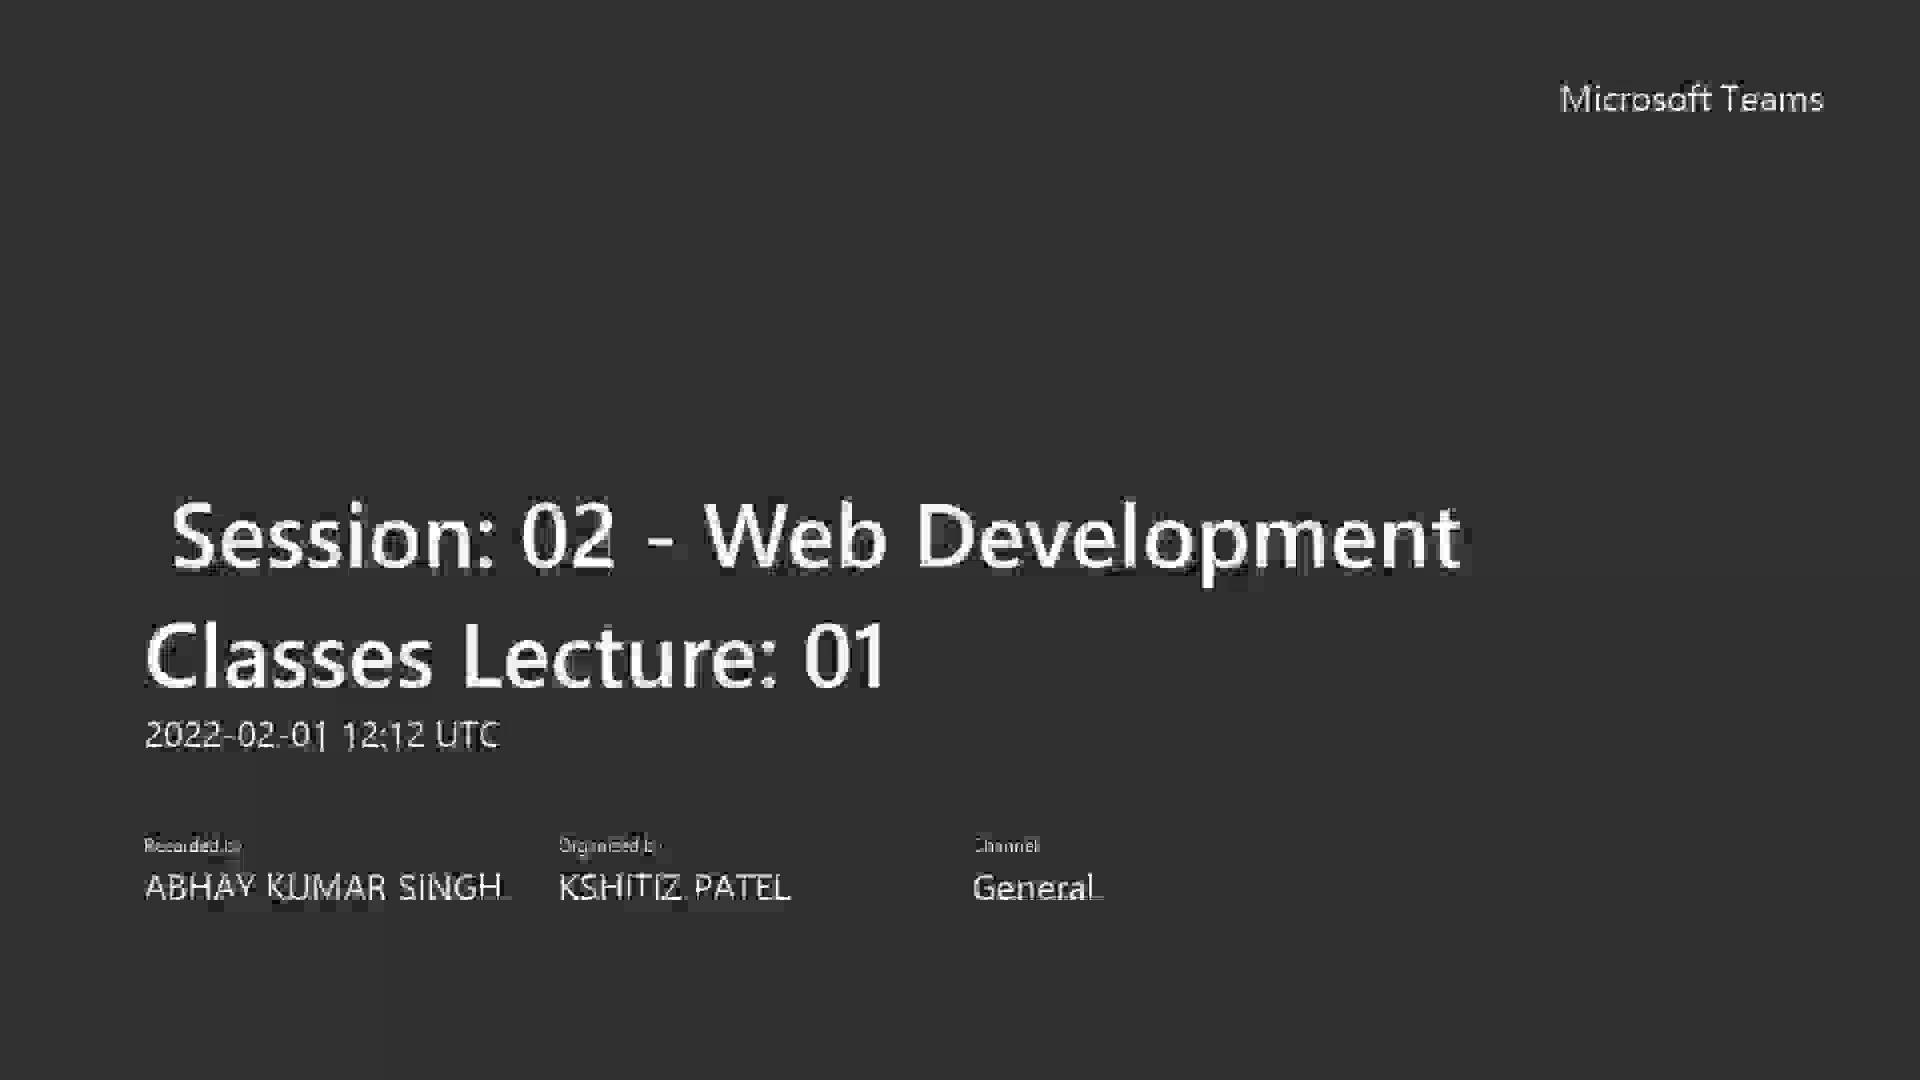 Microsoft Teams
Session: 02 - Web Development
Classes Lecture: 01
2022-02-01 12:12 UTC
Recorded by
Organized by
Channel
ABHAY KUMAR SINGH
KSHITIZ PATEL
General